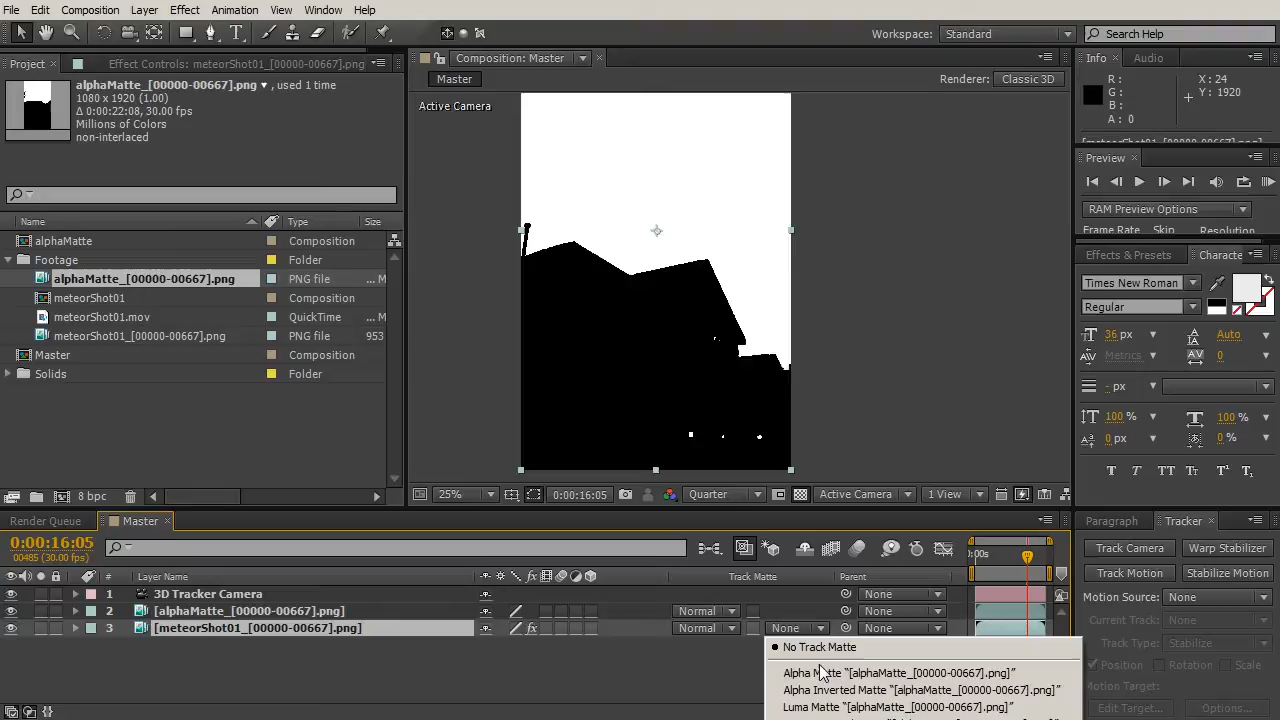 File Edit Composition Layer Effect Animation View Window Help
Workspace: Standard Search Help
Project Effect Controls: meteorShot01_[00000-00667].png
alphaMatte_[00000-00667].png ▾ , used 1 time
1080 x 1920 (1.00)
Δ 0:00:22:08, 30.00 fps
Millions of Colors
non-interlaced
Name Type Size
alphaMatte Composition
Footage Folder
alphaMatte_[00000-00667].png PNG file ... M
meteorShot01 Composition
meteorShot01.mov QuickTime ... M
meteorShot01_[00000-00667].png PNG file 953
Master Composition
Solids Folder
8 bpc
Composition: Master
Master
Renderer: Classic 3D
Active Camera
25% 0:00:16:05 Quarter Active Camera 1 View
Info Audio
R : X : 24
G : Y : 1920
B :
A : 0
Preview
RAM Preview Options
Frame Rate Skip Resolution
Effects & Presets Characte
Times New Roman
Regular
36 px Auto
Metrics 0
- px
100 % 100 %
0 px 0 %
T T TT Tt T¹ T₁
Render Queue Master
0:00:16:05
00485 (30.00 fps)
:00s
# Layer Name Track Matte Parent
1 3D Tracker Camera None
2 [alphaMatte_[00000-00667].png] Normal None
3 [meteorShot01_[00000-00667].png] Normal None None
No Track Matte
Alpha Matte “[alphaMatte_[00000-00667].png]”
Alpha Inverted Matte “[alphaMatte_[00000-00667].png]”
Luma Matte “[alphaMatte_[00000-00667].png]”
Paragraph Tracker
Track Camera Warp Stabilizer
Track Motion Stabilize Motion
Motion Source: None
Current Track: None
Track Type: Stabilize
Position Rotation Scale
Motion Target:
Edit Target... Options...